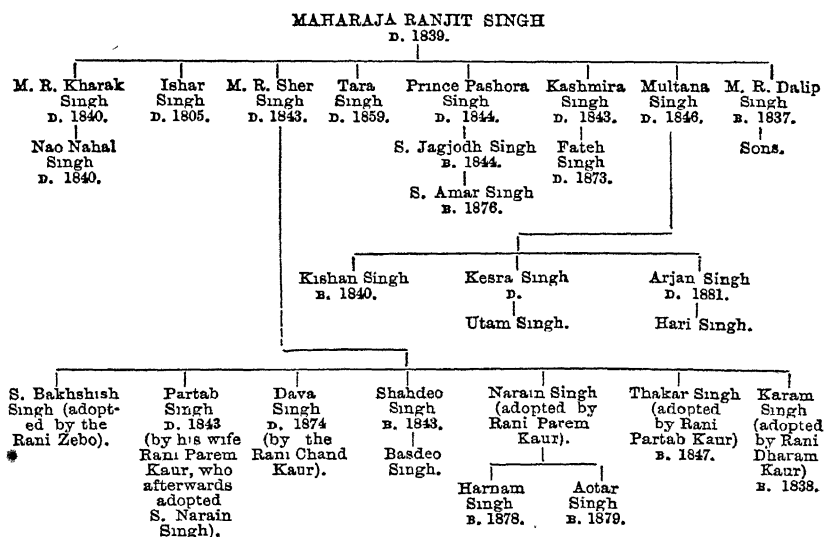 MAHARAJA RANJIT SINGH
D. 1839.
M. R. Kharak
Singh
D. 1840.
Ishar
Singh
D. 1805.
M. R. Sher
Singh
D. 1843.
Tara
Singh
D. 1859.
Prince Pashora
Singh
D. 1844.
Kashmira
Singh
D. 1843.
Multana
Singh
D. 1846.
M. R. Dalip
Singh
B. 1837.
Nao Nahal
Singh
D. 1840.
S. Jagjodh Singh
B. 1844.
Fateh
Singh
D. 1873.
Sons.
S. Amar Singh
B. 1876.
Kishan Singh
B. 1840.
Kesra Singh
D.
Arjan Singh
D. 1881.
Utam Singh.
Hari Singh.
S. Bakhshish
Singh (adopt-
ed by the
Rani Zebo).
Partab
Singh
D. 1843
(by his wife
Rani Parem
Kaur, who
afterwards
adopted
S. Narain
Singh).
Dava
Singh
D. 1874
(by the
Rani Chand
Kaur).
Shahdeo
Singh
B. 1843.
Basdeo
Singh.
Narain Singh
(adopted by
Rani Parem
Kaur).
Harnam
Singh
B. 1878.
Aotar
Singh
B. 1879.
Thakar Singh
(adopted
by Rani
Partab Kaur)
B. 1847.
Karam
Singh
(adopted
by Rani
Dharam
Kaur)
B. 1838.